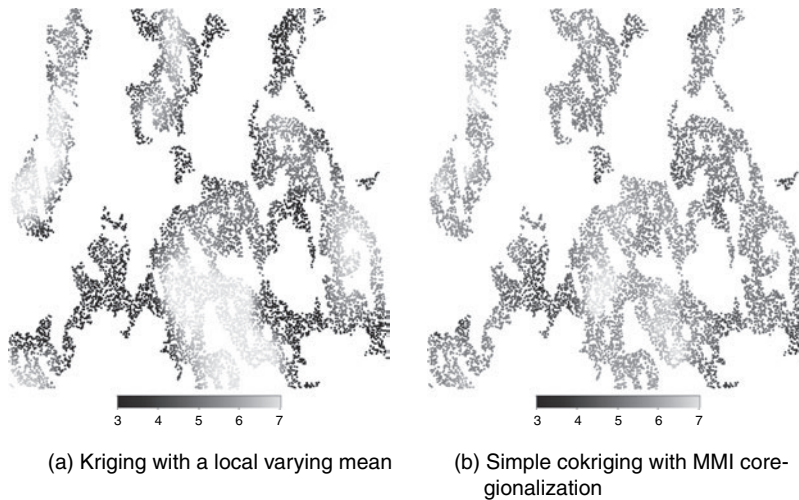 3 4 5 6 7
3 4 5 6 7
(a) Kriging with a local varying mean
(b) Simple cokriging with MMI core-
gionalization